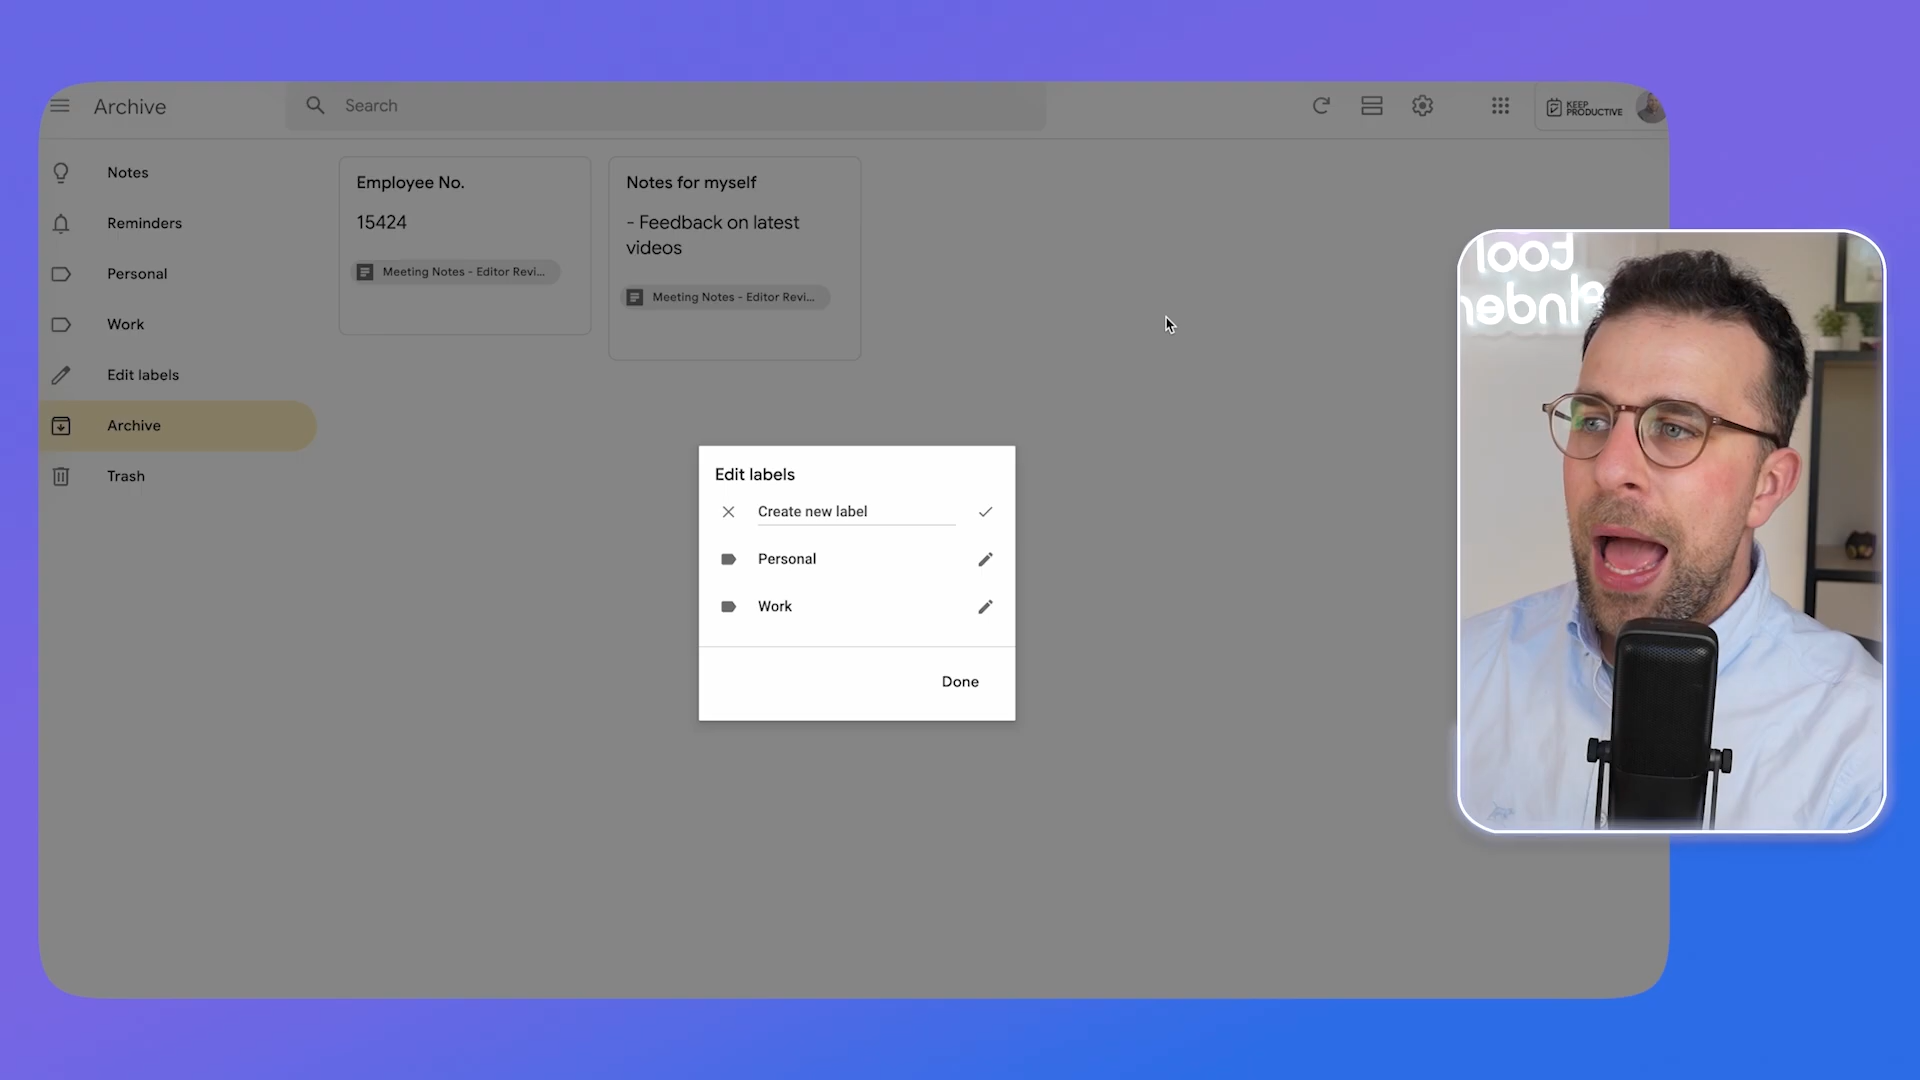 Archive
Search
KEEP
PRODUCTIVE
Notes
Reminders
Personal
Work
Edit labels
Archive
Trash
Employee No.
15424
Meeting Notes - Editor Revi...
Notes for myself
- Feedback on latest
videos
Meeting Notes - Editor Revi...
Edit labels
Create new label
Personal
Work
Done